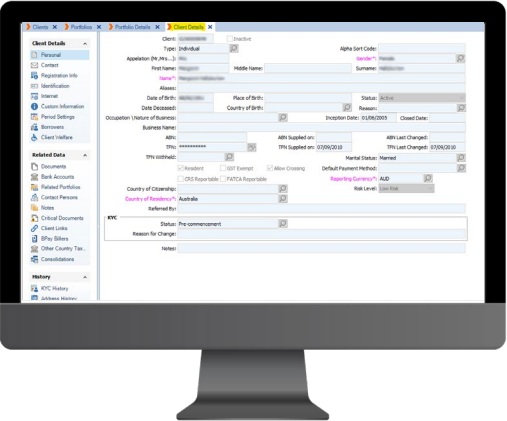 Clients X Portfolios X Portfolio Details X Client Details X
Client Details
Personal
Contact
Registration Info
Identification
Internet
Custom Information
Period Settings
Borrowers
Client Welfare
Related Data
Documents
Bank Accounts
Related Portfolios
Contact Persons
Notes
Critical Documents
Client Links
BPay Billers
Other Country Tax..
Consolidations
History
KYC History
Address History
Client: Inactive
Type: Individual Alpha Sort Code:
Appelation (Mr,Mrs...): Gender*: Female
First Name: Middle Name: Surname:
Name*:
Aliases:
Date of Birth: Place of Birth: Status: Active
Date Deceased: Country of Birth: Reason:
Occupation \ Nature of Business: Inception Date: 01/06/2005 Closed Date:
Business Name:
ABN: ABN Supplied on: ABN Last Changed:
TFN: ********** TFN Supplied on: 07/09/2010 TFN Last Changed: 07/09/2010
TFN Withheld: Marital Status: Married
Resident GST Exempt Allow Crossing Default Payment Method:
CRS Reportable FATCA Reportable Reporting Currency*: AUD
Country of Citizenship: Risk Level: Low Risk
Country of Residency*: Australia
Referred By:
KYC
Status: Pre-commencement
Reason for Change:
Notes: